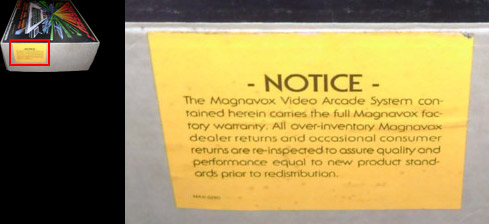 - NOTICE -
The Magnavox Video Arcade System con-
tained herein carries the full Magnavox fac-
tory warranty. All over-inventory Magnavox
dealer returns and occasional consumer
returns are re-inspected to assure quality and
performance equal to new product stand-
ards prior to redistribution.